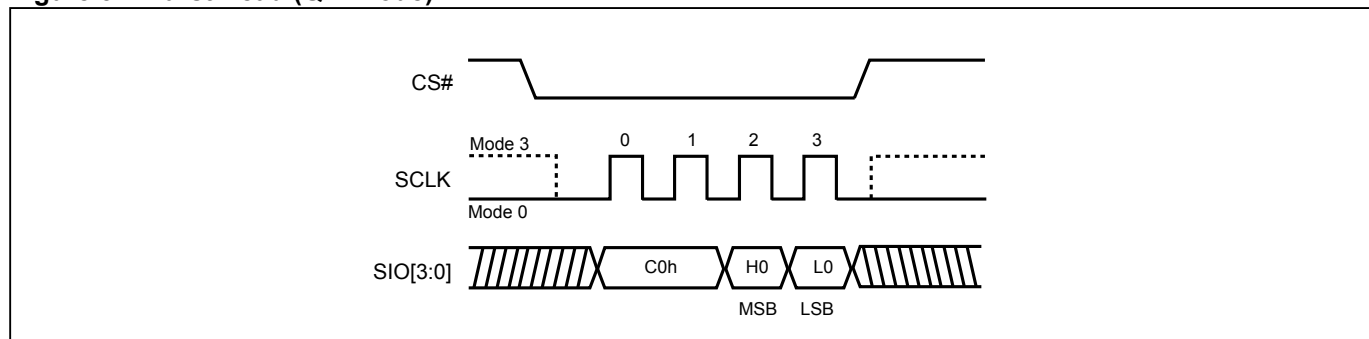 CS#
Mode 3
0 1 2 3
SCLK
Mode 0
SIO[3:0]
C0h H0 L0
MSB LSB